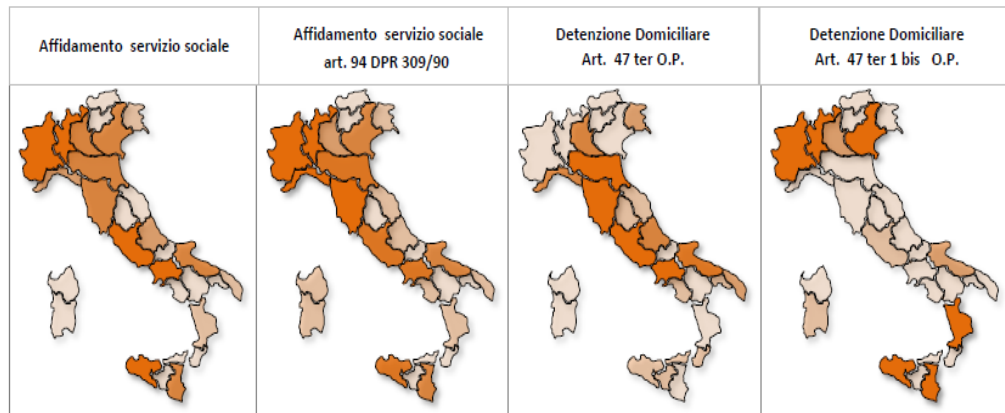 Affidamento servizio sociale
Affidamento servizio sociale
art. 94 DPR 309/90
Detenzione Domiciliare
Art. 47 ter O.P.
Detenzione Domiciliare
Art. 47 ter 1 bis O.P.